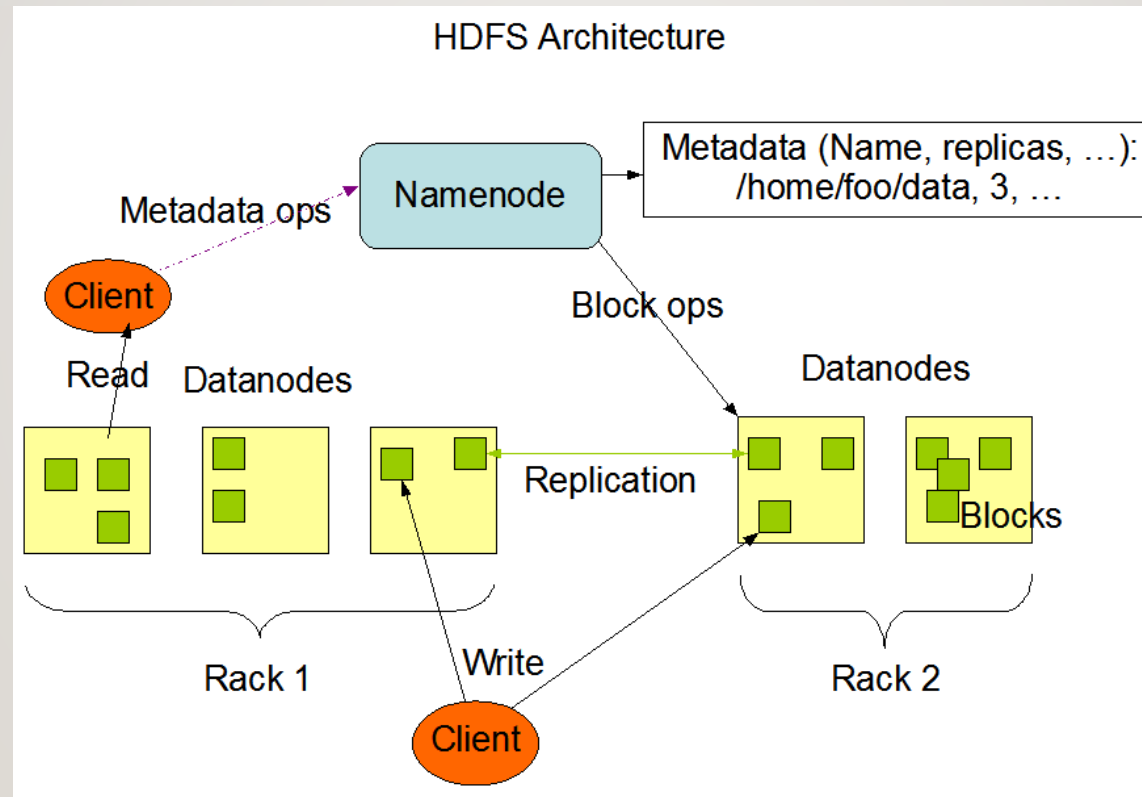 HDFS Architecture
Metadata (Name, replicas, …):
/home/foo/data, 3, …
Namenode
Metadata ops
Client
Block ops
Read
Datanodes
Datanodes
Replication
Blocks
Rack 1
Write
Rack 2
Client